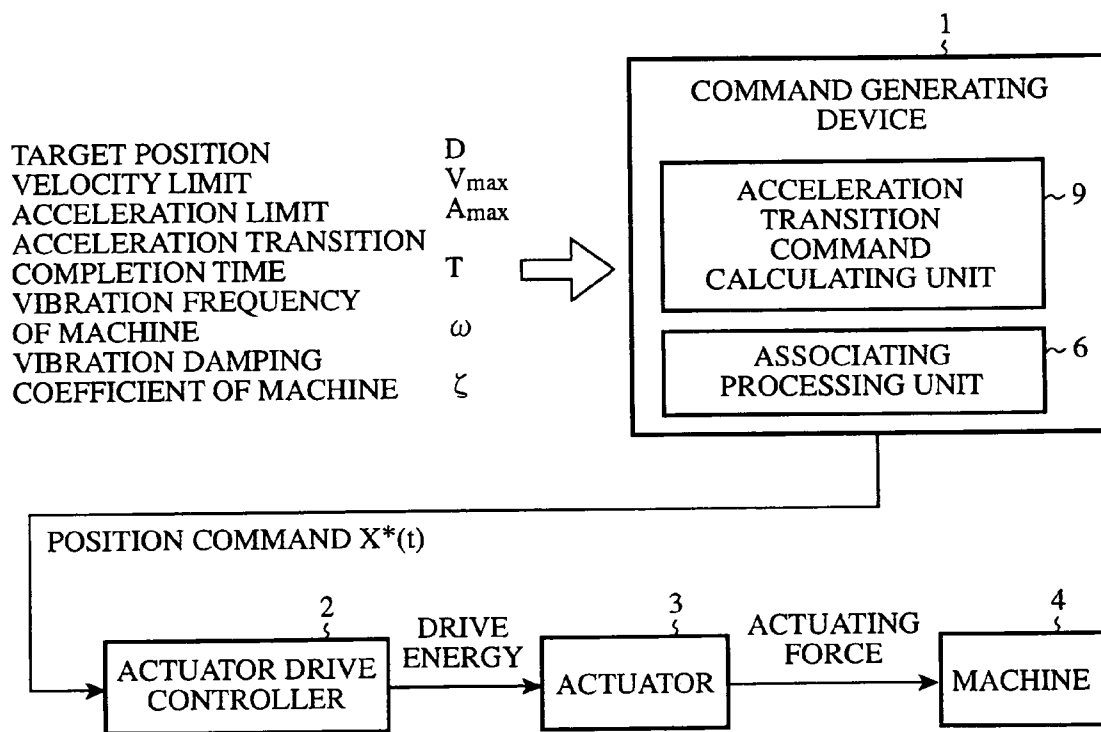 1
COMMAND GENERATING
DEVICE
TARGET POSITION D
VELOCITY LIMIT Vmax
ACCELERATION LIMIT Amax
ACCELERATION TRANSITION
COMPLETION TIME T
VIBRATION FREQUENCY
OF MACHINE ω
VIBRATION DAMPING
COEFFICIENT OF MACHINE ζ
ACCELERATION
TRANSITION
COMMAND
CALCULATING UNIT
9
ASSOCIATING
PROCESSING UNIT
6
POSITION COMMAND X*(t)
2
ACTUATOR DRIVE
CONTROLLER
DRIVE
ENERGY
3
ACTUATOR
ACTUATING
FORCE
4
MACHINE